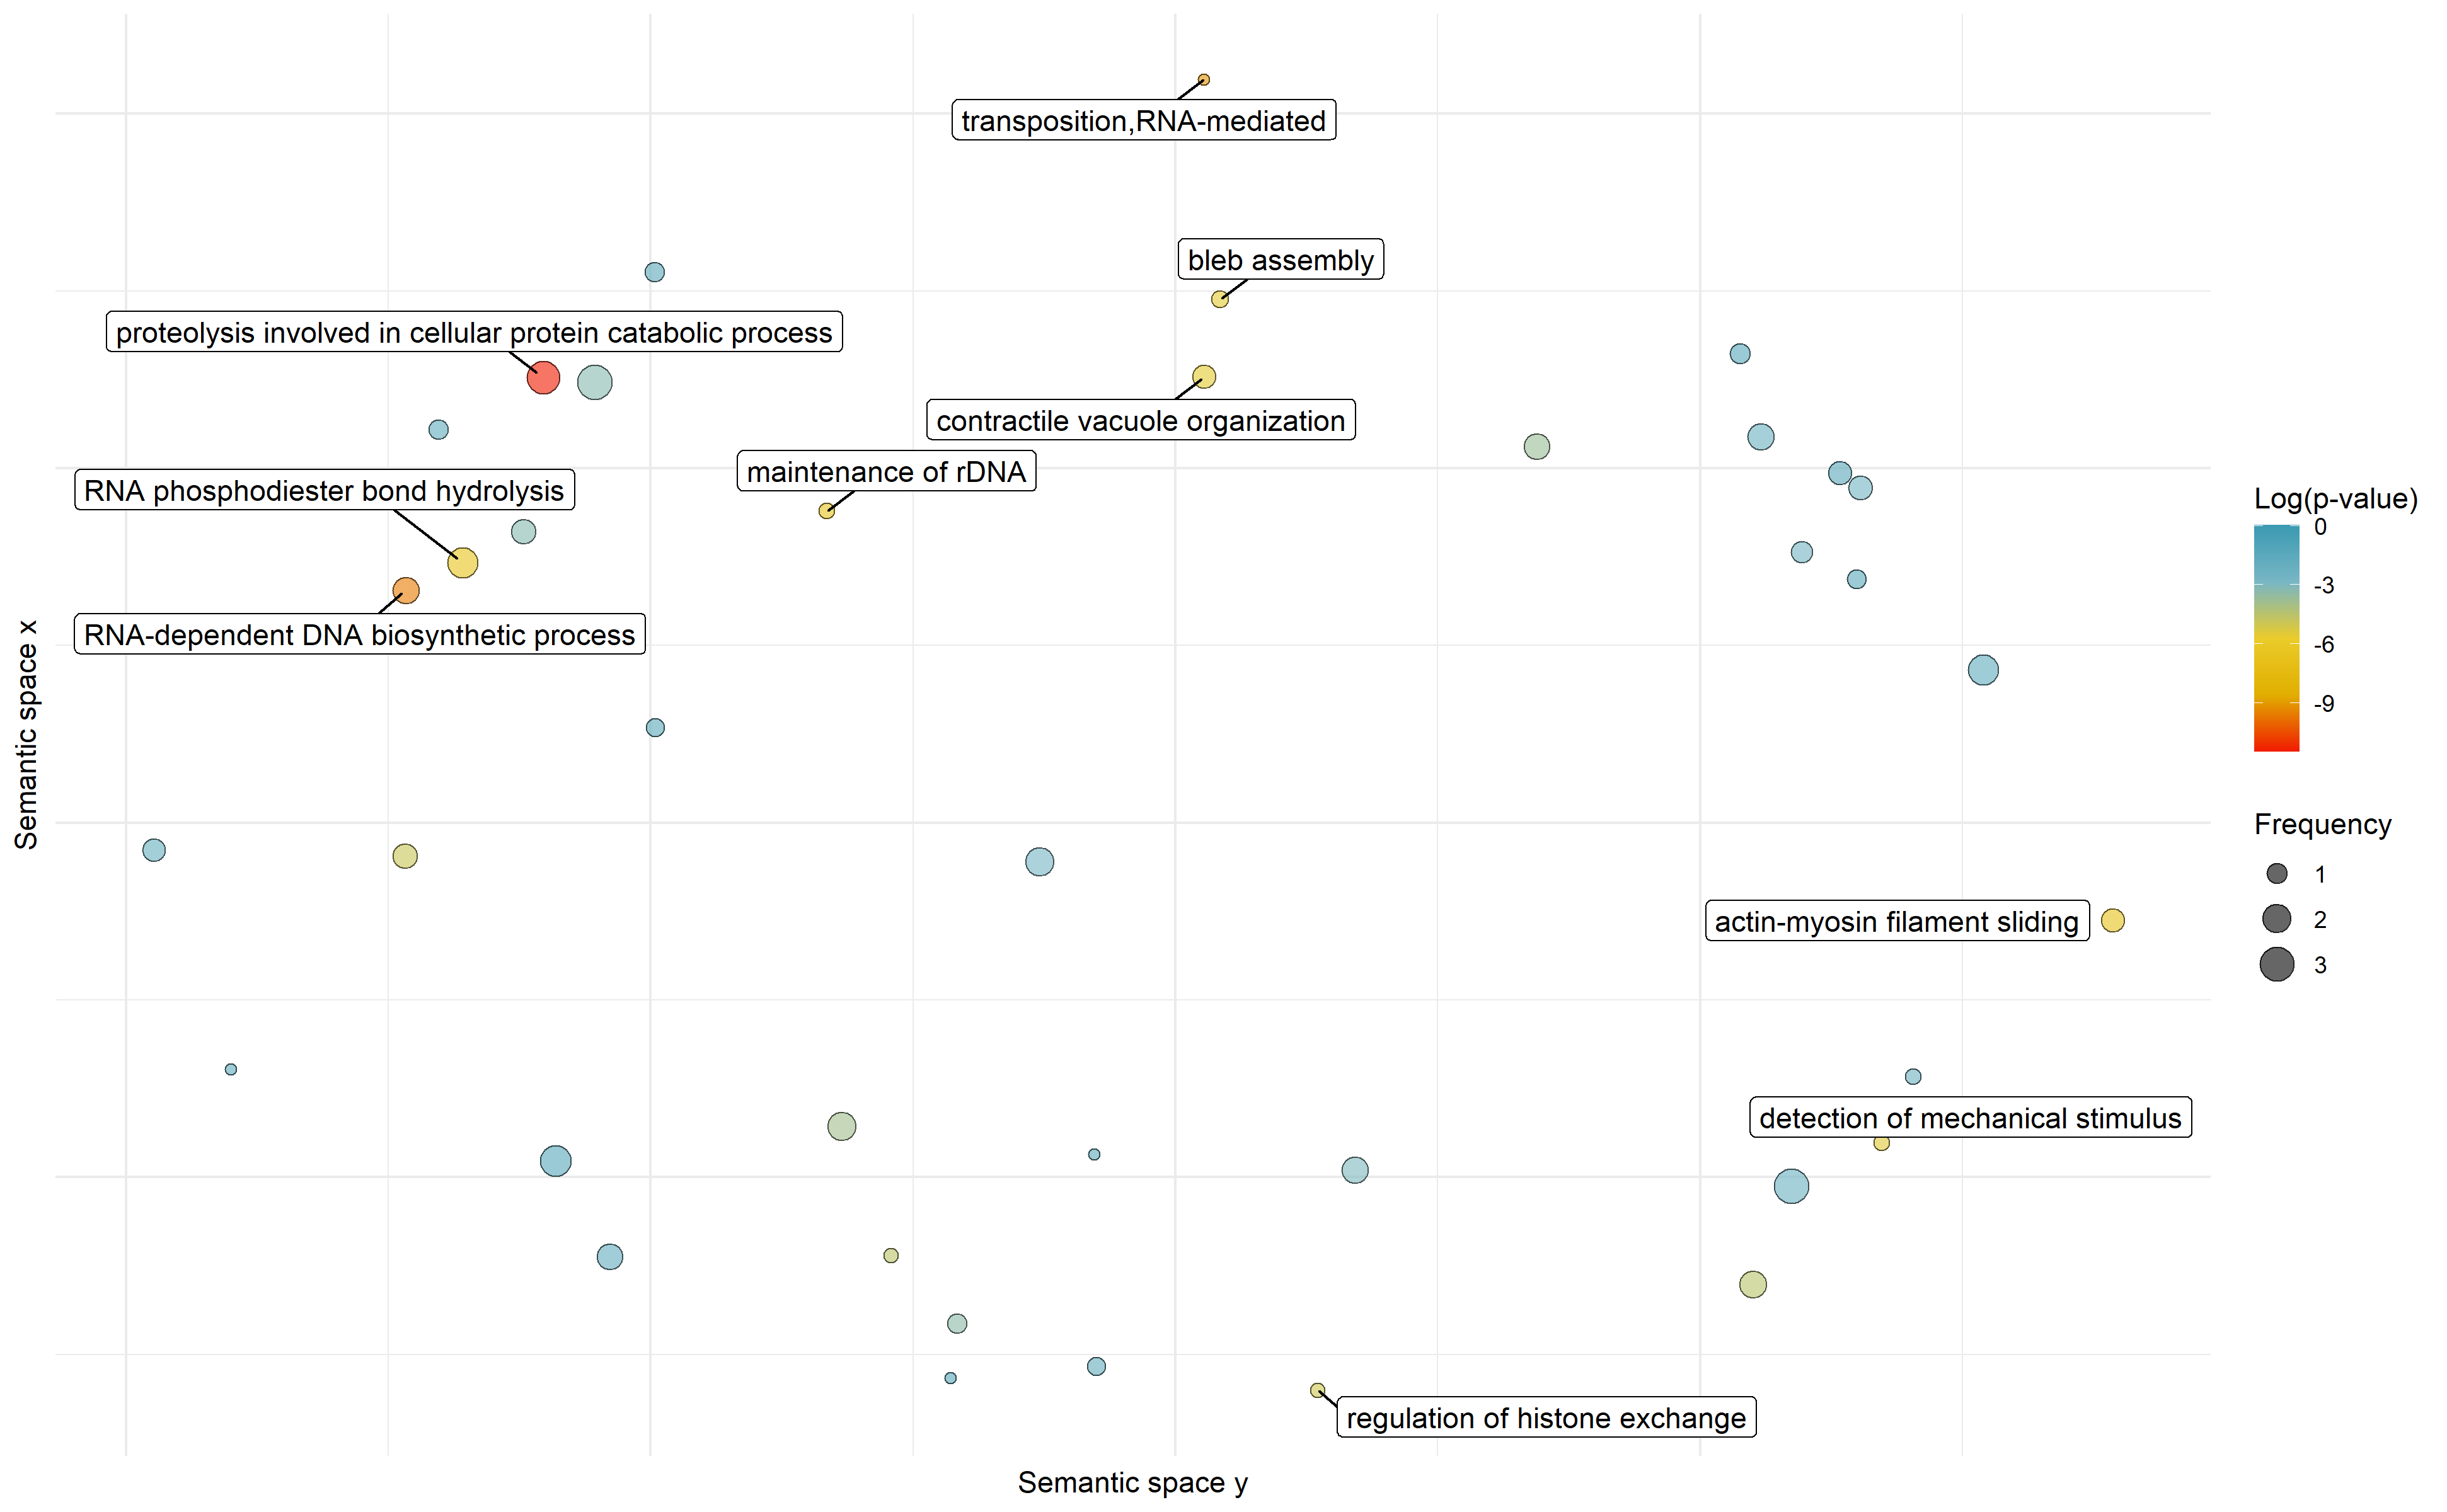 transposition,RNA-mediated
bleb assembly
proteolysis involved in cellular protein catabolic process
contractile vacuole organization
maintenance of rDNA
RNA phosphodiester bond hydrolysis
RNA-dependent DNA biosynthetic process
actin-myosin filament sliding
detection of mechanical stimulus
regulation of histone exchange
Semantic space x
Semantic space y
Log(p-value)
0
-3
-6
-9
Frequency
1
2
3